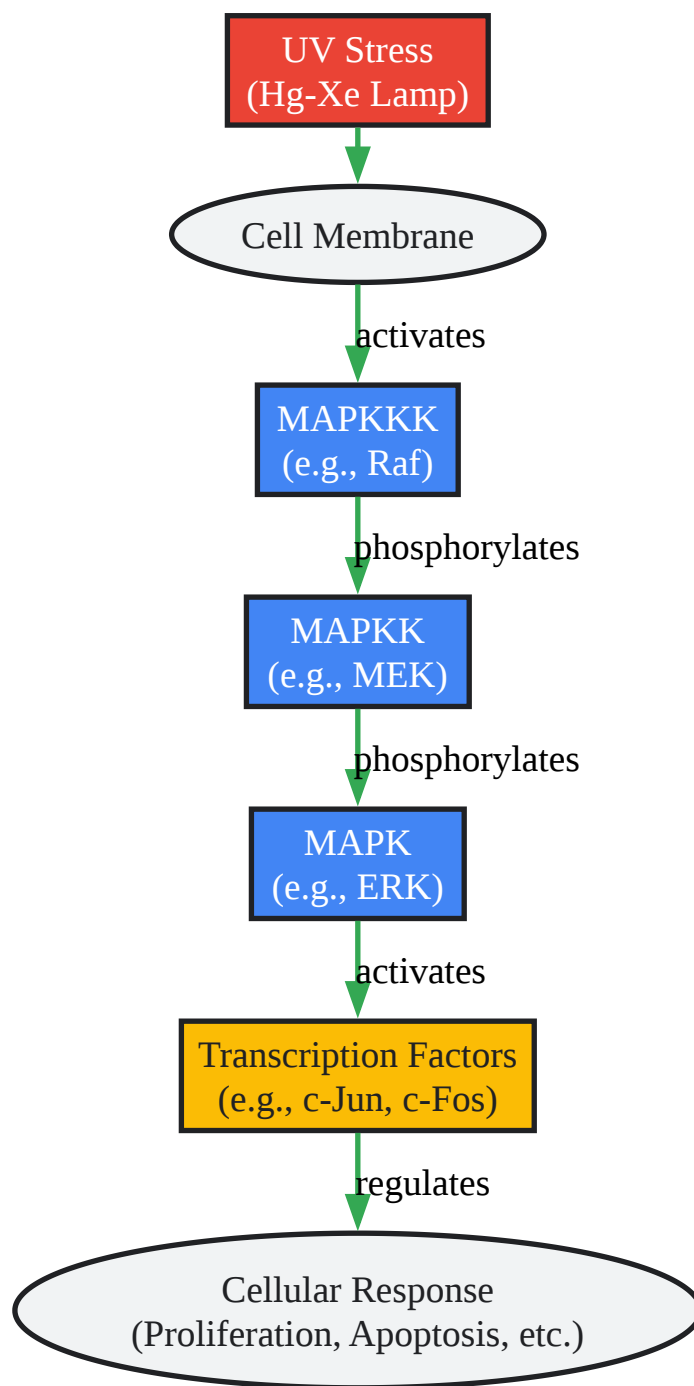 UV Stress
(Hg-Xe Lamp)
Cell Membrane
activates
MAPKKK
(e.g., Raf)
phosphorylates
MAPKK
(e.g., MEK)
phosphorylates
MAPK
(e.g., ERK)
activates
Transcription Factors
(e.g., c-Jun, c-Fos)
regulates
Cellular Response
(Proliferation, Apoptosis, etc.)